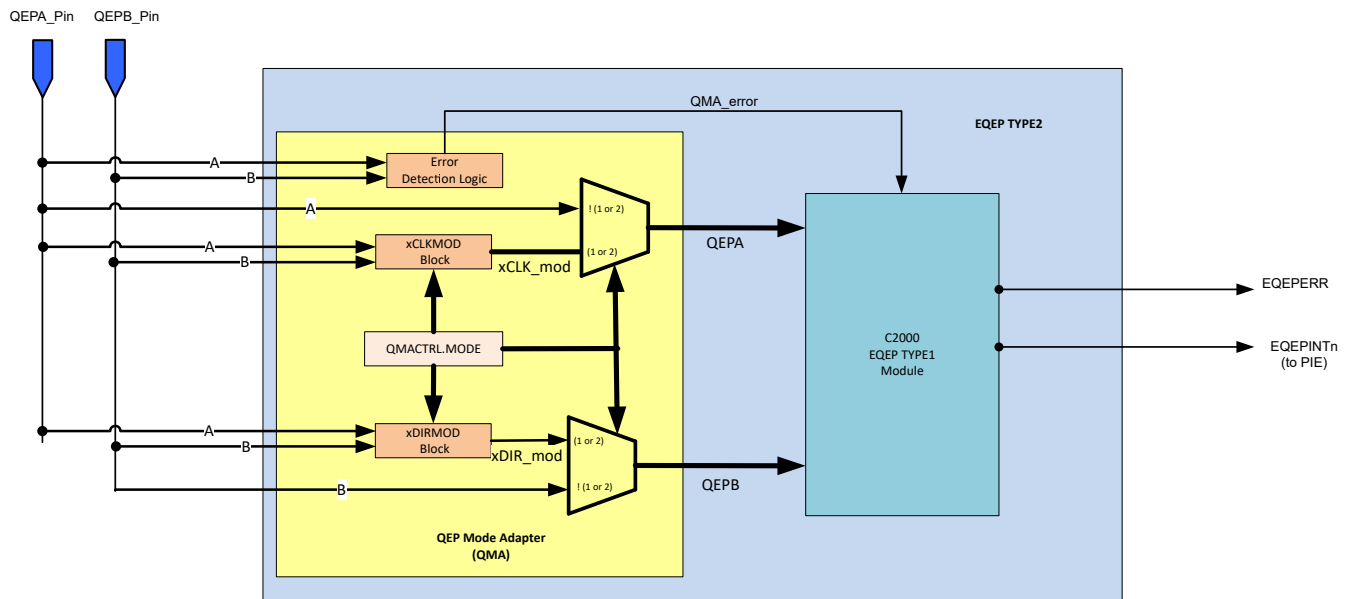 QEPA_Pin
QEPB_Pin
QMA_error
EQEP TYPE2
A
Error
Detection Logic
B
A
! (1 or 2)
A
xCLKMOD
Block
B
xCLK_mod
(1 or 2)
QEPA
QMACTRL.MODE
C2000
EQEP TYPE1
Module
EQEPERR
EQEPINTn
(to PIE)
A
xDIRMOD
Block
B
xDIR_mod
(1 or 2)
B
! (1 or 2)
QEPB
QEP Mode Adapter
(QMA)